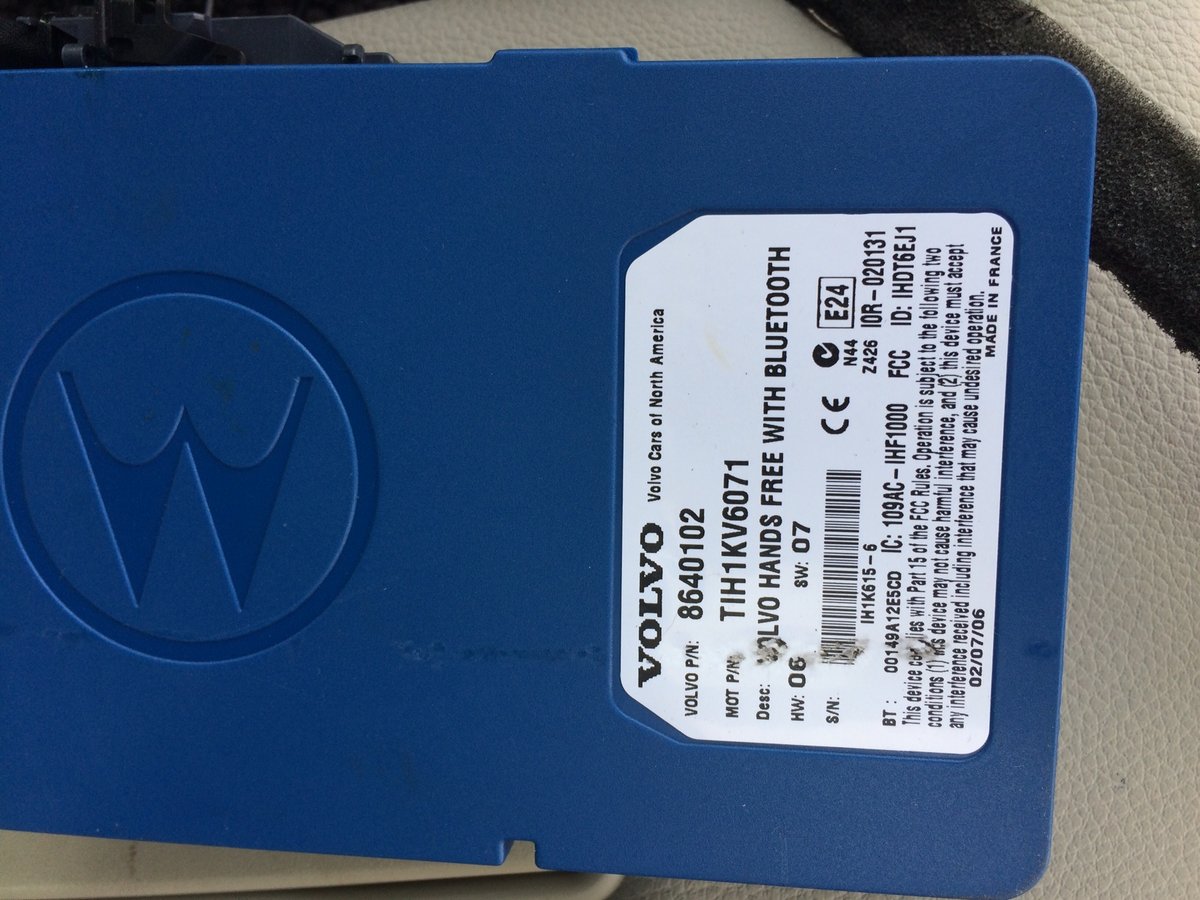 VOLVO Volvo Cars of North America
VOLVO P/N: 8640102
MOT P/N: TIH1KV6071
Desc: VOLVO HANDS FREE WITH BLUETOOTH
HW: 06 SW: 07
S/N:
IH1K615-6
CE N44 E24
Z426 IOR-020131
BT: 00149A12E5CD IC: 109AC-IHF1000 FCC ID: IHDT6EJ1
This device complies with Part 15 of the FCC Rules. Operation is subject to the following two
conditions (1) this device may not cause harmful interference, and (2) this device must accept
any interference received including interference that may cause undesired operation.
02/07/06 MADE IN FRANCE